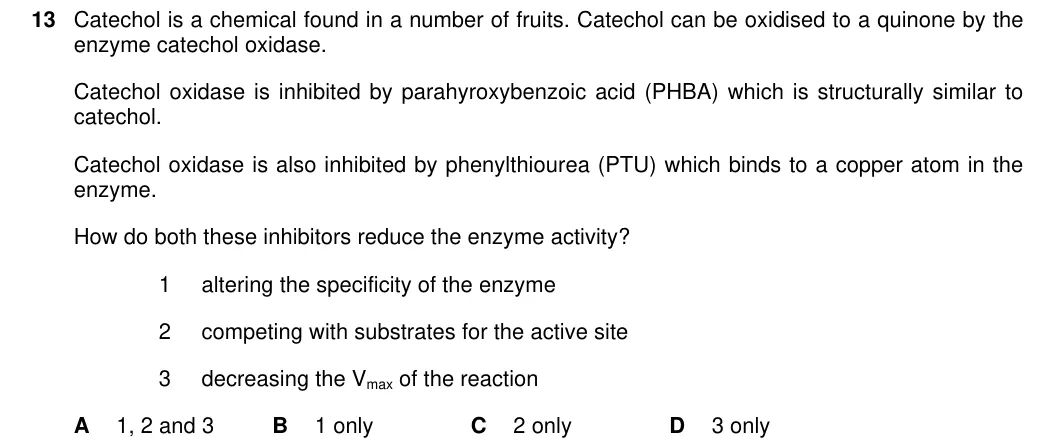 13 Catechol is a chemical found in a number of fruits. Catechol can be oxidised to a quinone by the
enzyme catechol oxidase.
Catechol oxidase is inhibited by parahyroxybenzoic acid (PHBA) which is structurally similar to
catechol.
Catechol oxidase is also inhibited by phenylthiourea (PTU) which binds to a copper atom in the
enzyme.
How do both these inhibitors reduce the enzyme activity?
1 altering the specificity of the enzyme
2 competing with substrates for the active site
3 decreasing the Vmax of the reaction
A 1, 2 and 3 B 1 only C 2 only D 3 only